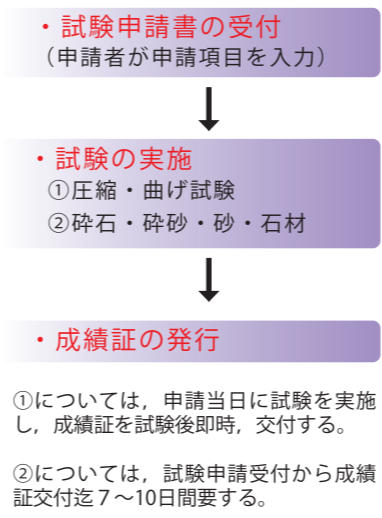 ・試験申請書の受付
（申請者が申請項目を入力）
・試験の実施
①圧縮・曲げ試験
②砕石・砕砂・砂・石材
・成績証の発行
①については，申請当日に試験を実施
し，成績証を試験後即時，交付する。
②については，試験申請受付から成績
証交付迄７～10日間要する。